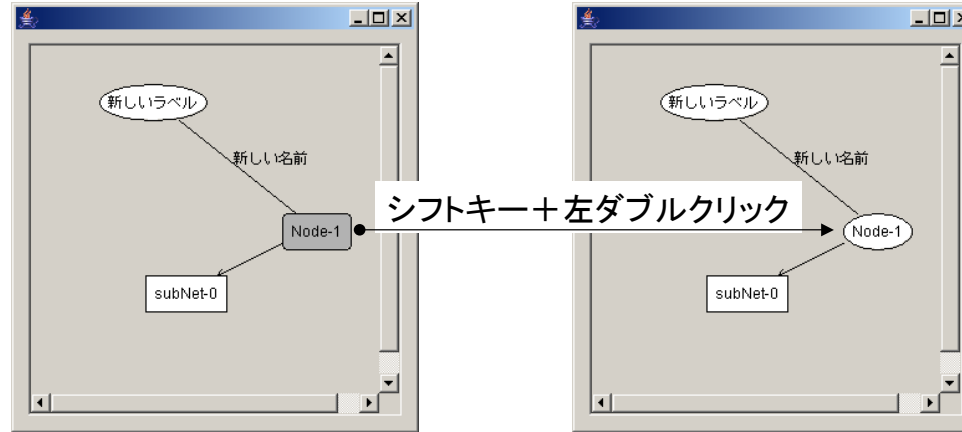 新しいラベル
新しい名前
Node-1
subNet-0
シフトキー＋左ダブルクリック
新しいラベル
新しい名前
Node-1
subNet-0